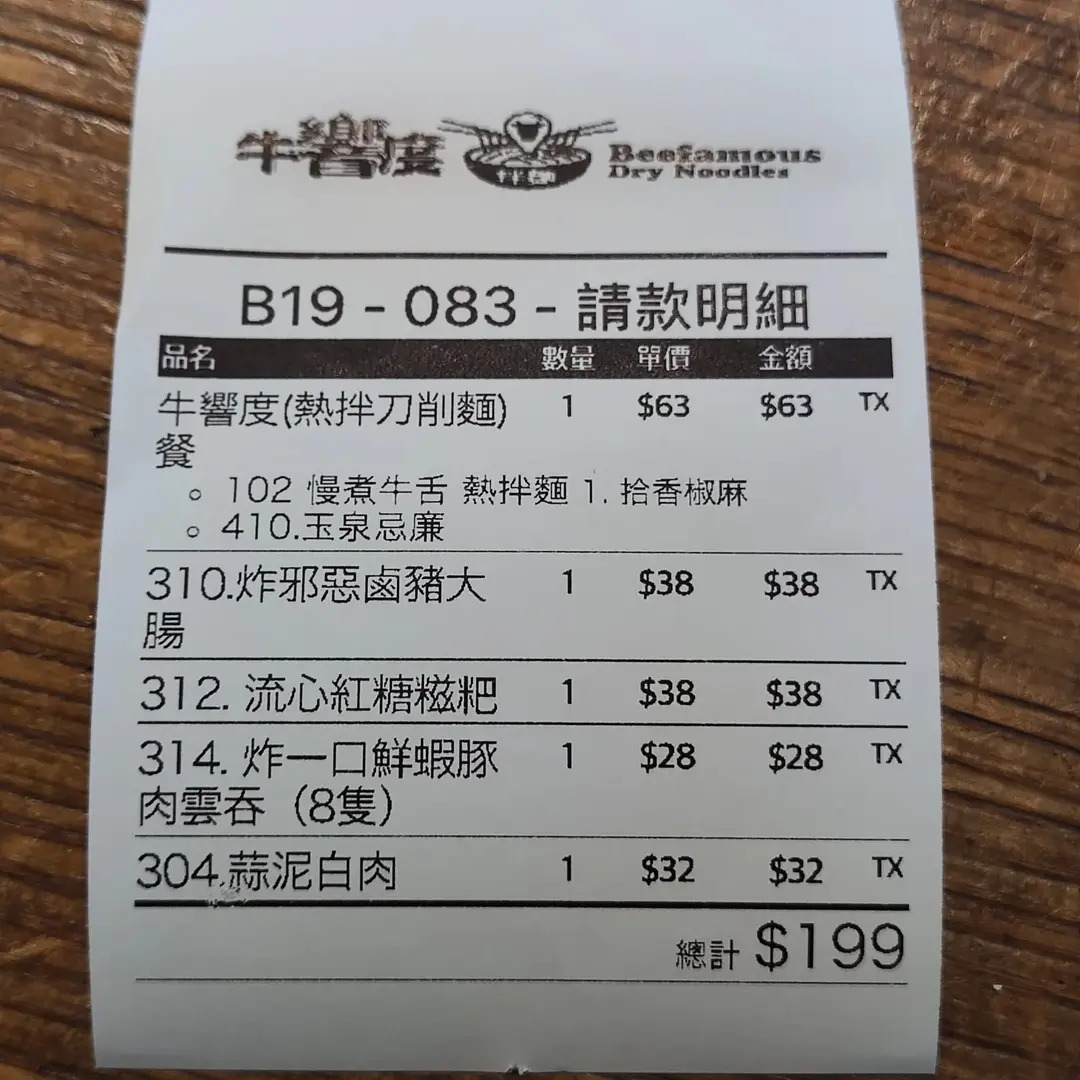 牛響度 拌麵 Beefamous
Dry Noodles
B19 - 083 - 請款明細
品名 數量 單價 金額
牛響度(熱拌刀削麵) 1 $63 $63 TX
餐
102 慢煮牛舌 熱拌麵 1. 拾香椒麻
410.玉泉忌廉
310.炸邪惡鹵豬大 1 $38 $38 TX
腸
312. 流心紅糖糍粑 1 $38 $38 TX
314. 炸一口鮮蝦豚 1 $28 $28 TX
肉雲吞（8隻）
304.蒜泥白肉 1 $32 $32 TX
總計 $199